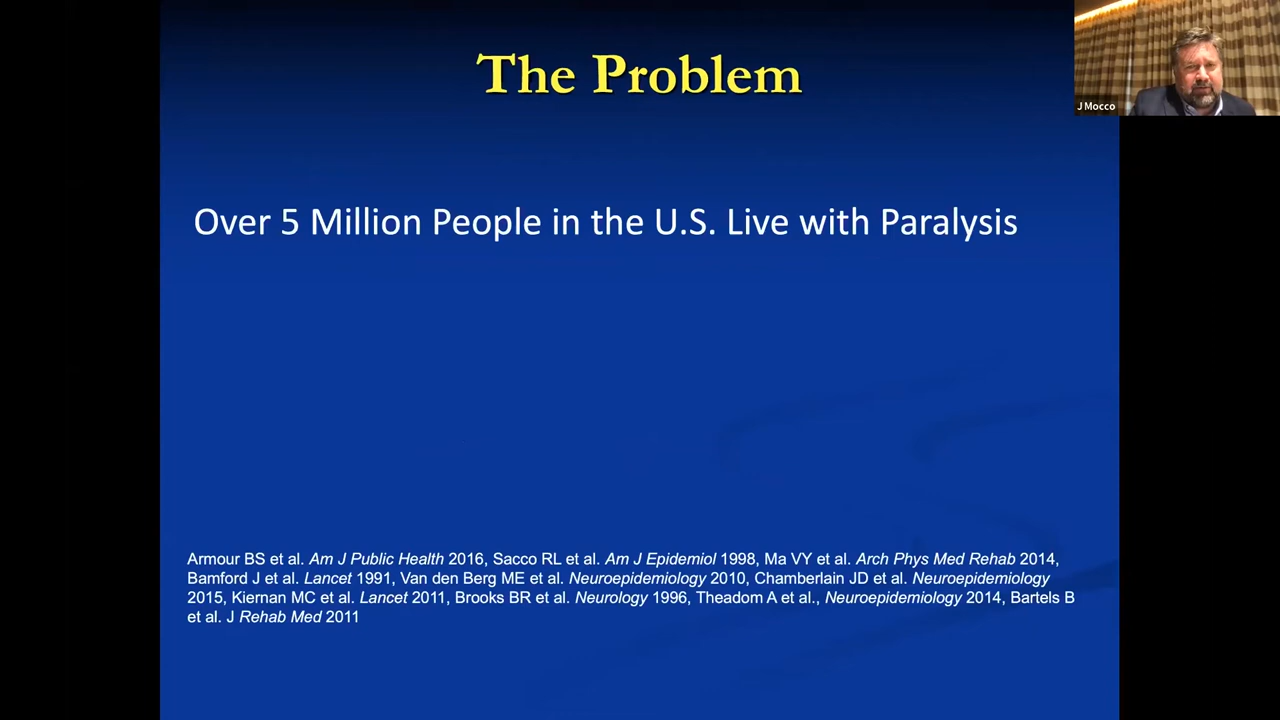 The Problem
J Mocco
Over 5 Million People in the U.S. Live with Paralysis
Armour BS et al. Am J Public Health 2016, Sacco RL et al. Am J Epidemiol 1998, Ma VY et al. Arch Phys Med Rehab 2014,
Bamford J et al. Lancet 1991, Van den Berg ME et al. Neuroepidemiology 2010, Chamberlain JD et al. Neuroepidemiology
2015, Kiernan MC et al. Lancet 2011, Brooks BR et al. Neurology 1996, Theadom A et al., Neuroepidemiology 2014, Bartels B
et al. J Rehab Med 2011